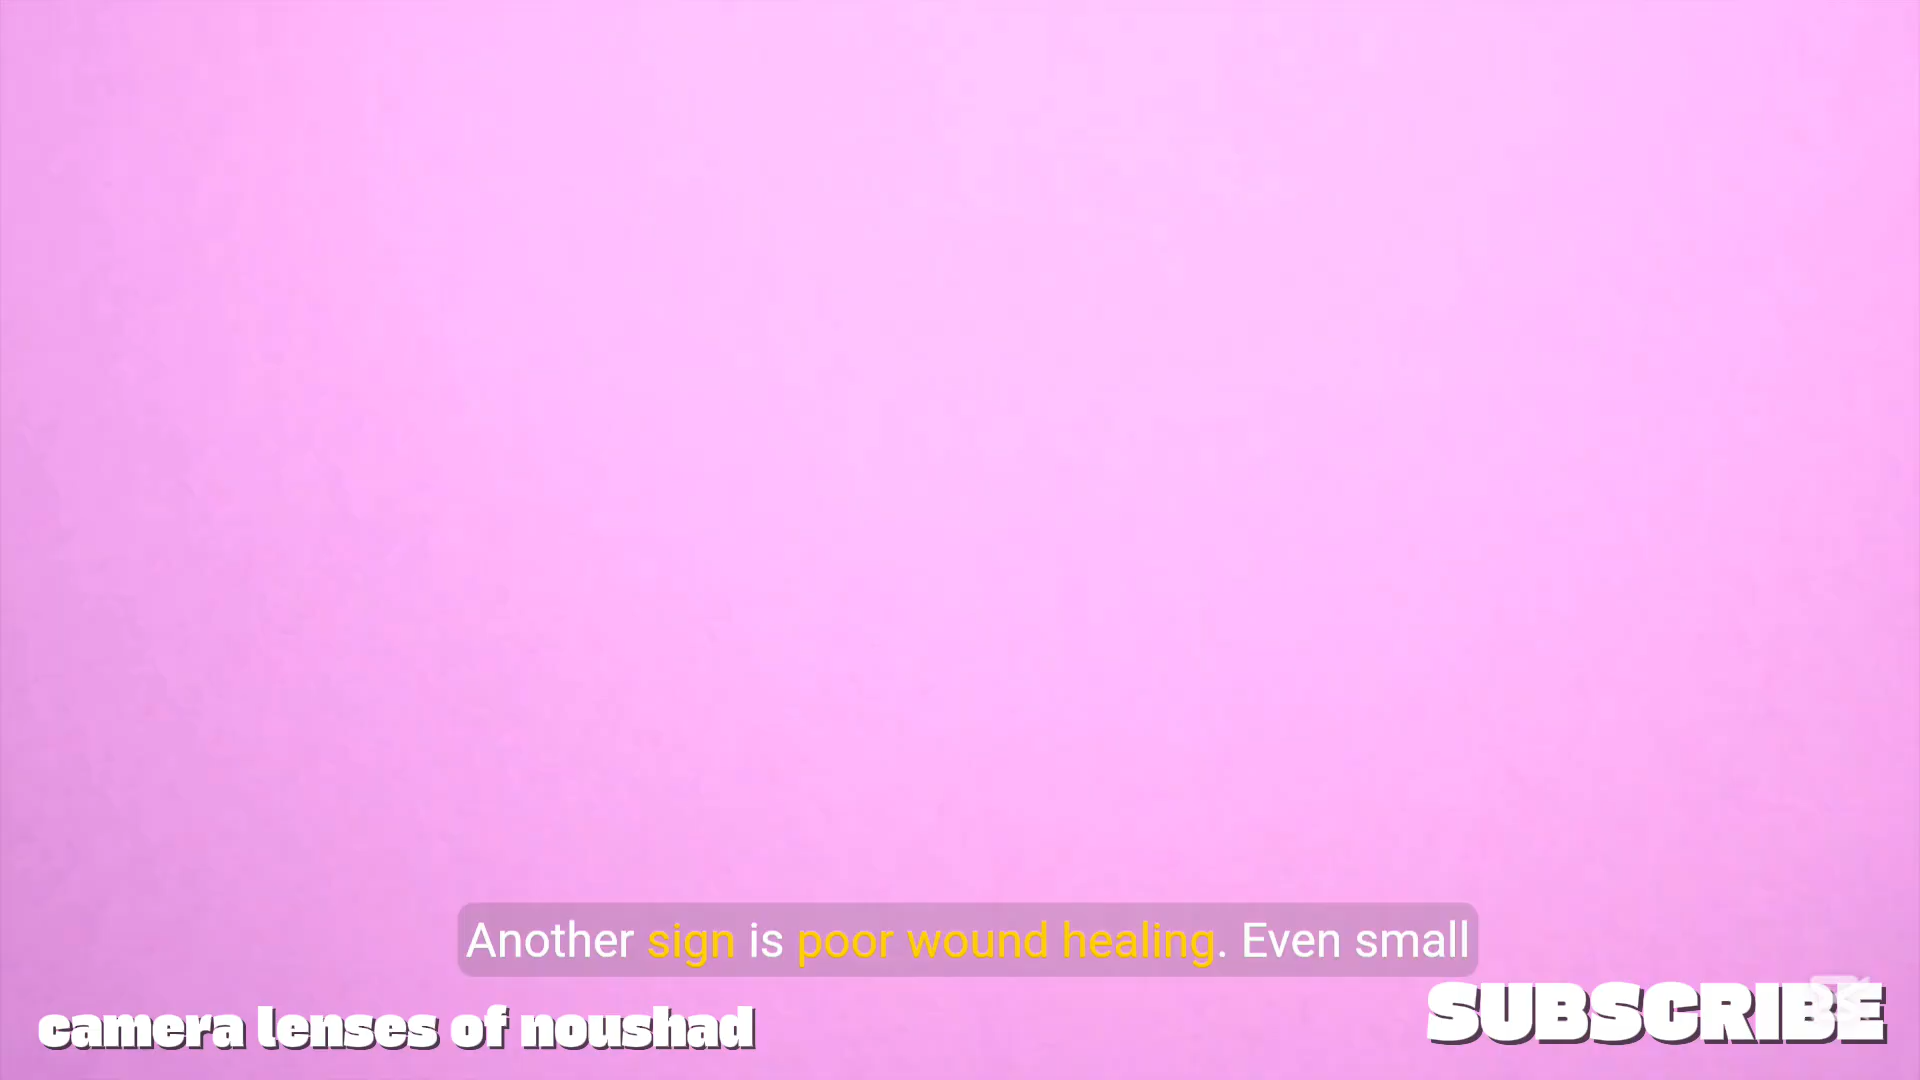 Another sign is poor wound healing. Even small
camera lenses of noushad
SUBSCRIBE